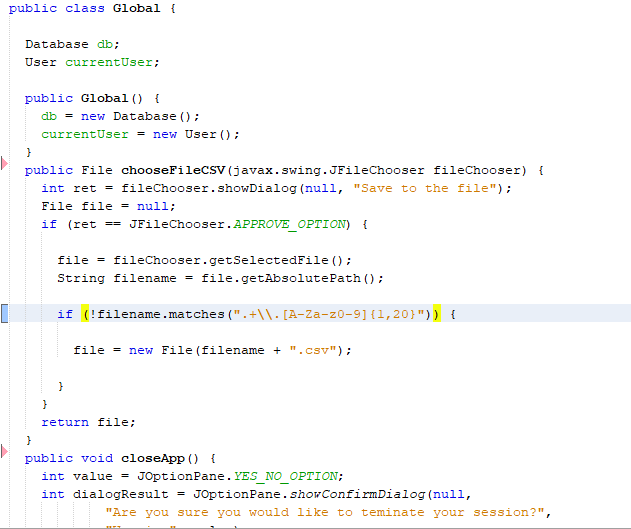 public class Global {
Database db;
User currentUser;
public Global() {
db = new Database();
currentUser = new User();
}
public File chooseFileCSV(javax.swing.JFileChooser fileChooser) {
int ret = fileChooser.showDialog(null, "Save to the file");
File file = null;
if (ret == JFileChooser.APPROVE_OPTION) {
file = fileChooser.getSelectedFile();
String filename = file.getAbsolutePath();
if (!filename.matches(".+\\.[A-Za-z0-9]{1,20}")) {
file = new File(filename + ".csv");
}
}
return file;
}
public void closeApp() {
int value = JOptionPane.YES_NO_OPTION;
int dialogResult = JOptionPane.showConfirmDialog(null,
"Are you sure you would like to teminate your session?",